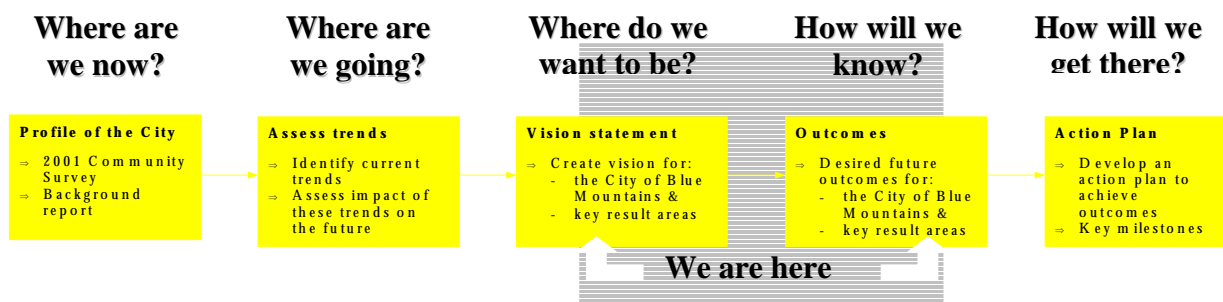 Where are
we now?
Where are
we going?
Where do we
want to be?
How will we
know?
How will we
get there?
Profile of the City
⇒ 2001 Community
Survey
⇒ Background
report
Assess trends
⇒ Identify current
trends
⇒ Assess impact of
these trends on
the future
Vision statement
⇒ Create vision for:
- the City of Blue
Mountains &
- key result areas
Outcomes
⇒ Desired future
outcomes for:
- the City of Blue
Mountains &
- key result areas
Action Plan
⇒ Develop an
action plan to
achieve
outcomes
⇒ Key milestones
We are here